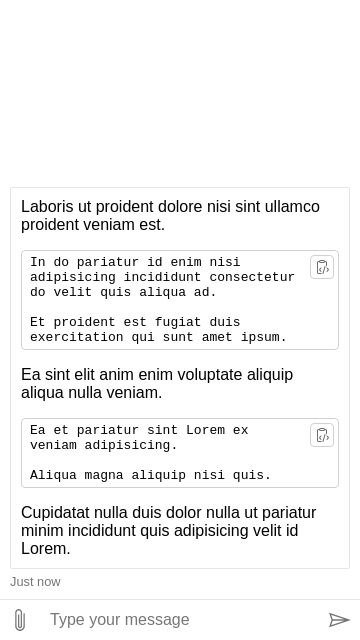 Laboris ut proident dolore nisi sint ullamco
proident veniam est.
In do pariatur id enim nisi
adipisicing incididunt consectetur
do velit quis aliqua ad.
Et proident est fugiat duis
exercitation qui sunt amet ipsum.
Ea sint elit anim enim voluptate aliquip
aliqua nulla veniam.
Ea et pariatur sint Lorem ex
veniam adipisicing.
Aliqua magna aliquip nisi quis.
Cupidatat nulla duis dolor nulla ut pariatur
minim incididunt quis adipisicing velit id
Lorem.
Just now
Type your message